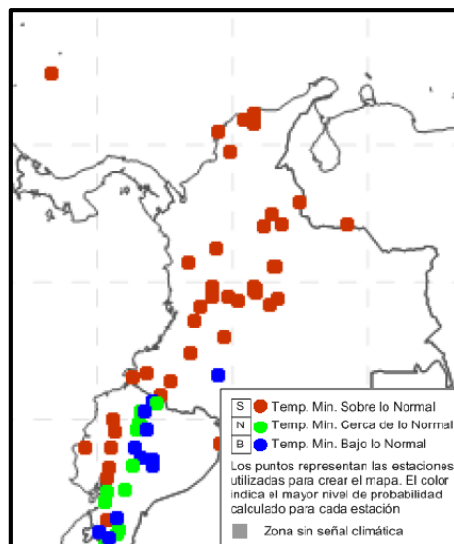 S Temp. Min. Sobre lo Normal
N Temp. Min. Cerca de lo Normal
B Temp. Min. Bajo lo Normal
Los puntos representan las estaciones
utilizadas para crear el mapa. El color
indica el mayor nivel de probabilidad
calculado para cada estación
Zona sin señal climática